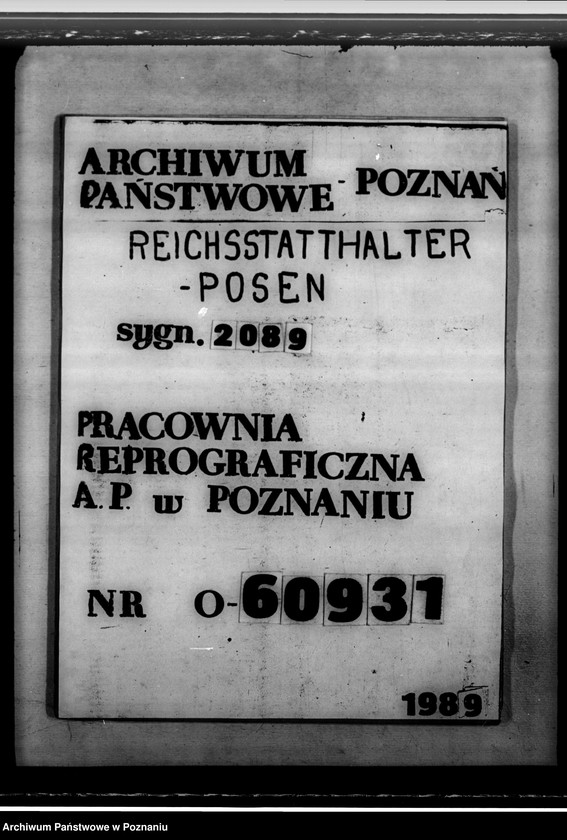 ARCHIWUM
PAŃSTWOWE - POZNAŃ
REICHSSTATTHALTER
-POSEN
sygn. 2089
PRACOWNIA
REPROGRAFICZNA
A.P. w POZNANIU
NR O-60931
1989
Archiwum Państwowe w Poznaniu